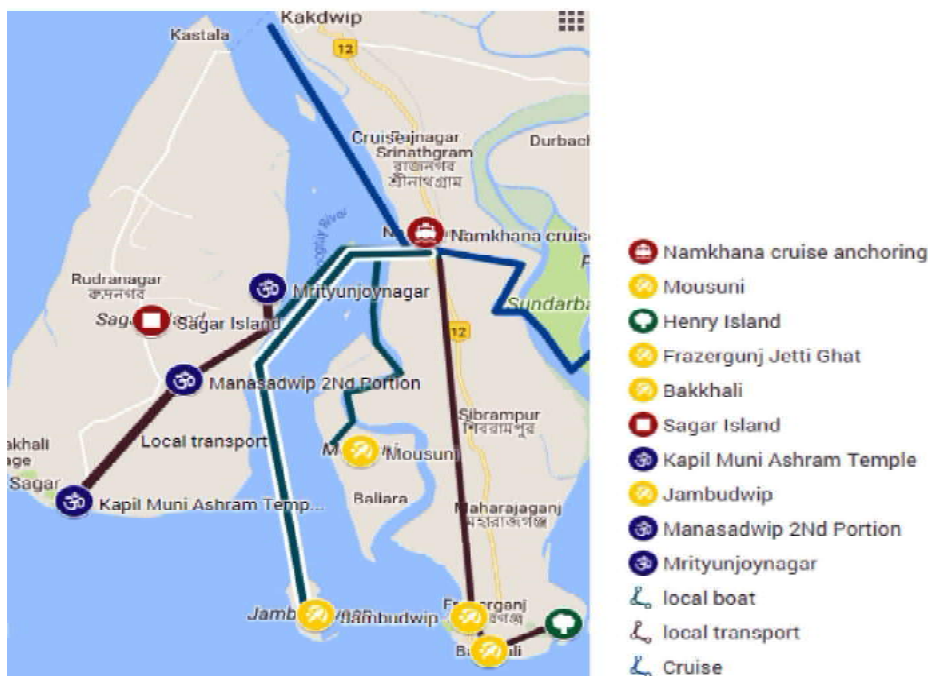 Kakdwip
Kastala
12
Rajnagar
Srinathgram
রাজনগর
শ্রীনাথগ্রাম
Durbach
Namkhana cruise
Rudranagar
রুদ্রনগর
Mrityunjoynagar
Sagar Island
Sundarba
12
Manasadwip 2Nd Portion
Sibrampur
শিবরামপুর
Local transport
Mousuni
akhali
age
Sagar
Baliara
Kapil Muni Ashram Temp...
Maharajaganj
মহারাজগঞ্জ
Jambudwip
Namkhana cruise anchoring
Mousuni
Henry Island
Frazergunj Jetti Ghat
Bakkhali
Sagar Island
Kapil Muni Ashram Temple
Jambudwip
Manasadwip 2Nd Portion
Mrityunjoynagar
local boat
local transport
Cruise